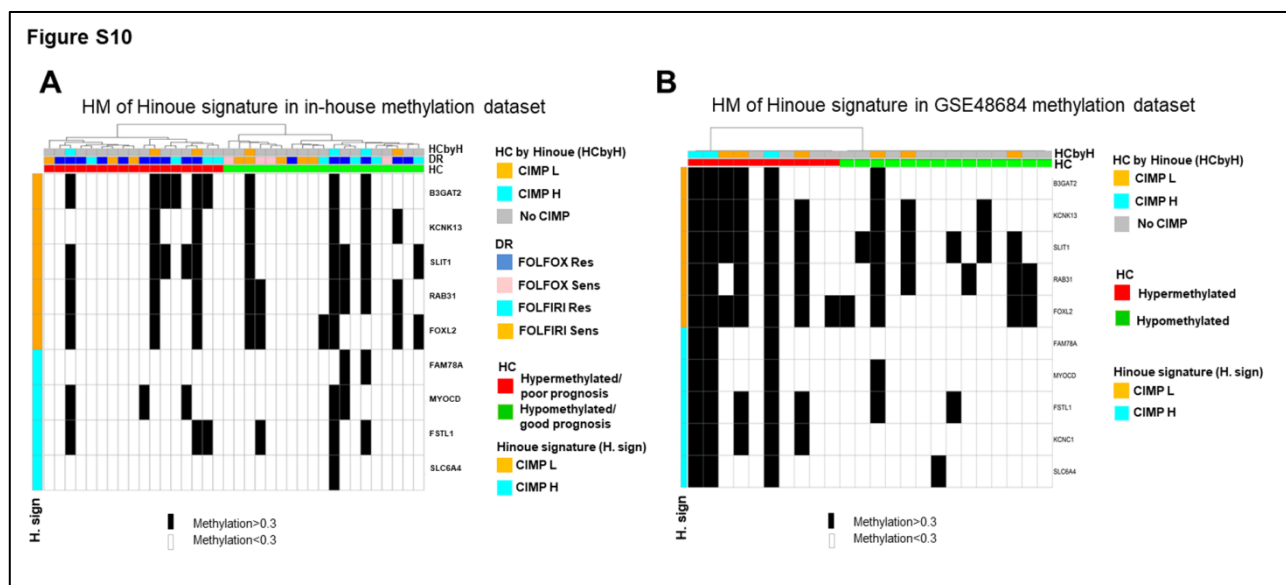 Figure S10
A
HM of Hinoue signature in in-house methylation dataset
HCbyH
DR
HC
B3GAT2
KCNK13
SLIT1
RAB31
FOXL2
FAM78A
MYOCD
FSTL1
SLC6A4
H. sign
Methylation>0.3
Methylation<0.3
HC by Hinoue (HCbyH)
CIMP L
CIMP H
No CIMP
DR
FOLFOX Res
FOLFOX Sens
FOLFIRI Res
FOLFIRI Sens
HC
Hypermethylated/
poor prognosis
Hypomethylated/
good prognosis
Hinoue signature (H. sign)
CIMP L
CIMP H
B
HM of Hinoue signature in GSE48684 methylation dataset
HCbyH
HC
B3GAT2
KCNK13
SLIT1
RAB31
FOXL2
FAM78A
MYOCD
FSTL1
KCNC1
SLC6A4
H. sign
Methylation>0.3
Methylation<0.3
HC by Hinoue (HCbyH)
CIMP L
CIMP H
No CIMP
HC
Hypermethylated
Hypomethylated
Hinoue signature (H. sign)
CIMP L
CIMP H